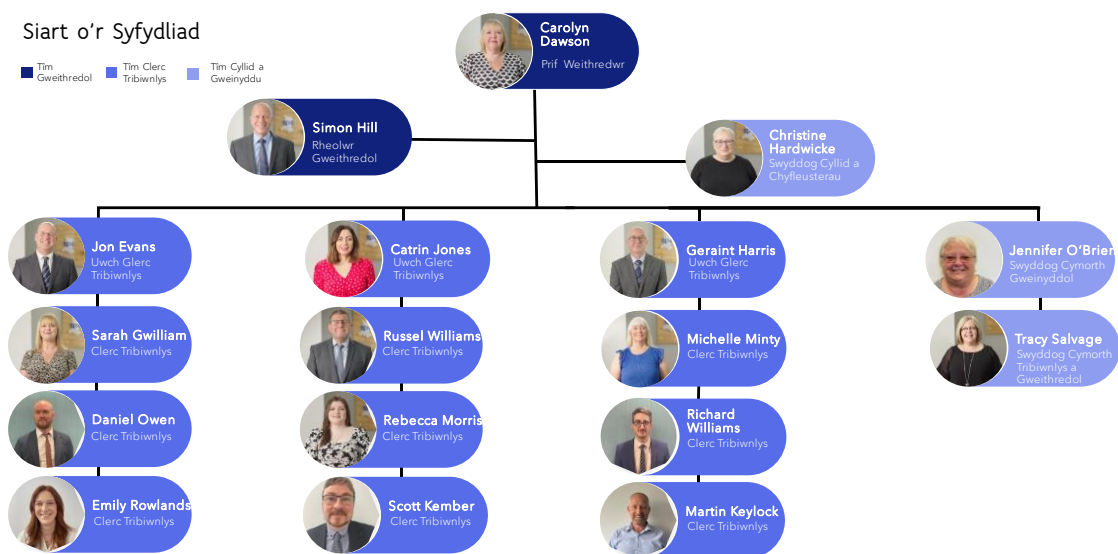 Siart o'r Syfydliad
Tîm
Gweithredol
Tîm Clerc
Tribiwnlys
Tîm Cyllid a
Gweinyddu
Carolyn
Dawson
Prif Weithredwr
Simon Hill
Rheolwr
Gweithredol
Christine
Hardwicke
Swyddog Cyllid a
Chyfleusterau
Jon Evans
Uwch Glerc
Tribiwnlys
Catrin Jones
Uwch Glerc
Tribiwnlys
Geraint Harris
Uwch Glerc
Tribiwnlys
Jennifer O'Brien
Swyddog Cymorth
Gweinyddol
Sarah Gwilliam
Clerc Tribiwnlys
Russel Williams
Clerc Tribiwnlys
Michelle Minty
Clerc Tribiwnlys
Tracy Salvage
Swyddog Cymorth
Tribiwnlys a
Gweithredol
Daniel Owen
Clerc Tribiwnlys
Rebecca Morris
Clerc Tribiwnlys
Richard
Williams
Clerc Tribiwnlys
Emily Rowlands
Clerc Tribiwnlys
Scott Kember
Clerc Tribiwnlys
Martin Keylock
Clerc Tribiwnlys